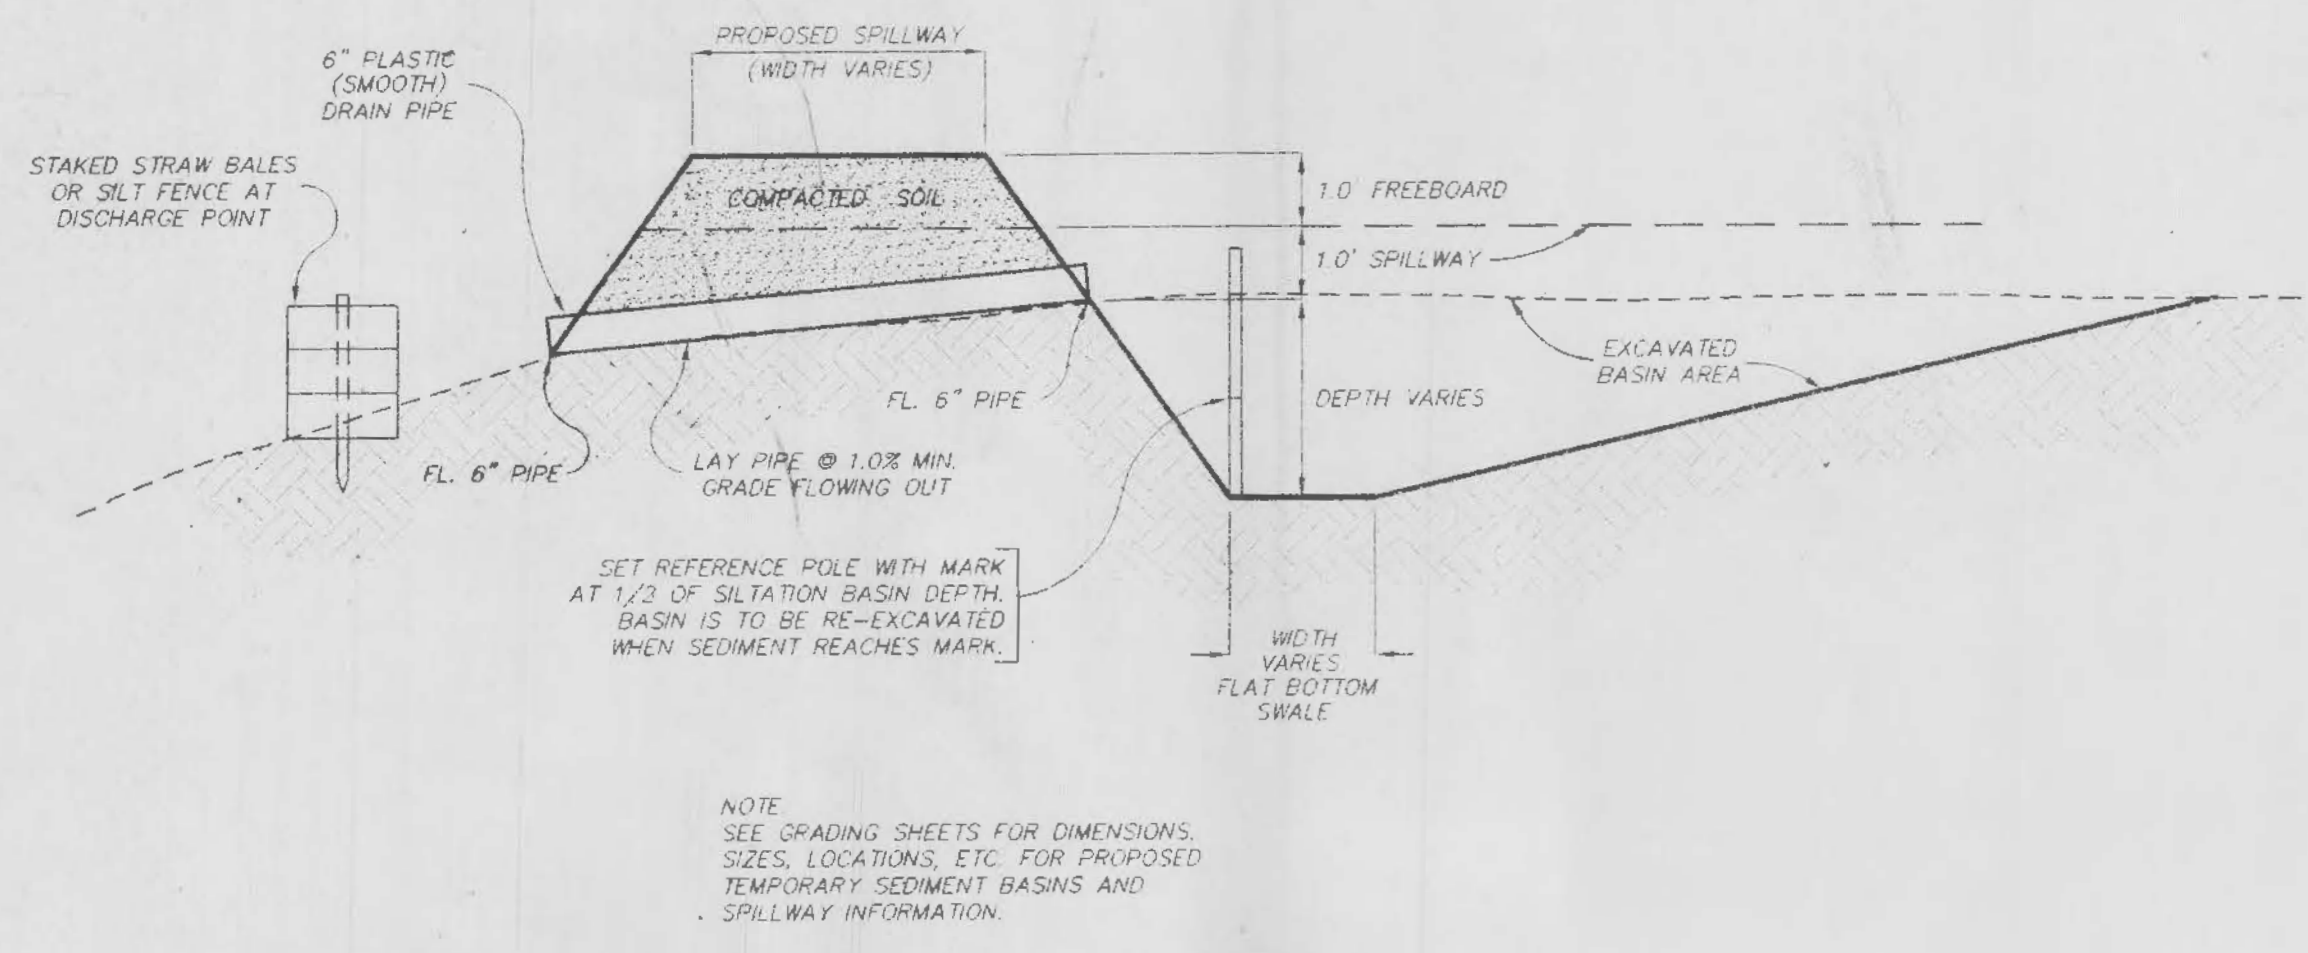 PROPOSED SPILLWAY
(WIDTH VARIES)
6" PLASTIC
(SMOOTH)
DRAIN PIPE
STAKED STRAW BALES
OR SILT FENCE AT
DISCHARGE POINT
COMPACTED SOIL
1.0' FREEBOARD
1.0' SPILLWAY
EXCAVATED
BASIN AREA
DEPTH VARIES
FL. 6" PIPE
FL. 6" PIPE
LAY PIPE @ 1.0% MIN.
GRADE FLOWING OUT
SET REFERENCE POLE WITH MARK
AT 1/2 OF SILTATION BASIN DEPTH.
BASIN IS TO BE RE-EXCAVATED
WHEN SEDIMENT REACHES MARK.
WIDTH
VARIES
FLAT BOTTOM
SWALE
NOTE
SEE GRADING SHEETS FOR DIMENSIONS,
SIZES, LOCATIONS, ETC. FOR PROPOSED
TEMPORARY SEDIMENT BASINS AND
SPILLWAY INFORMATION.